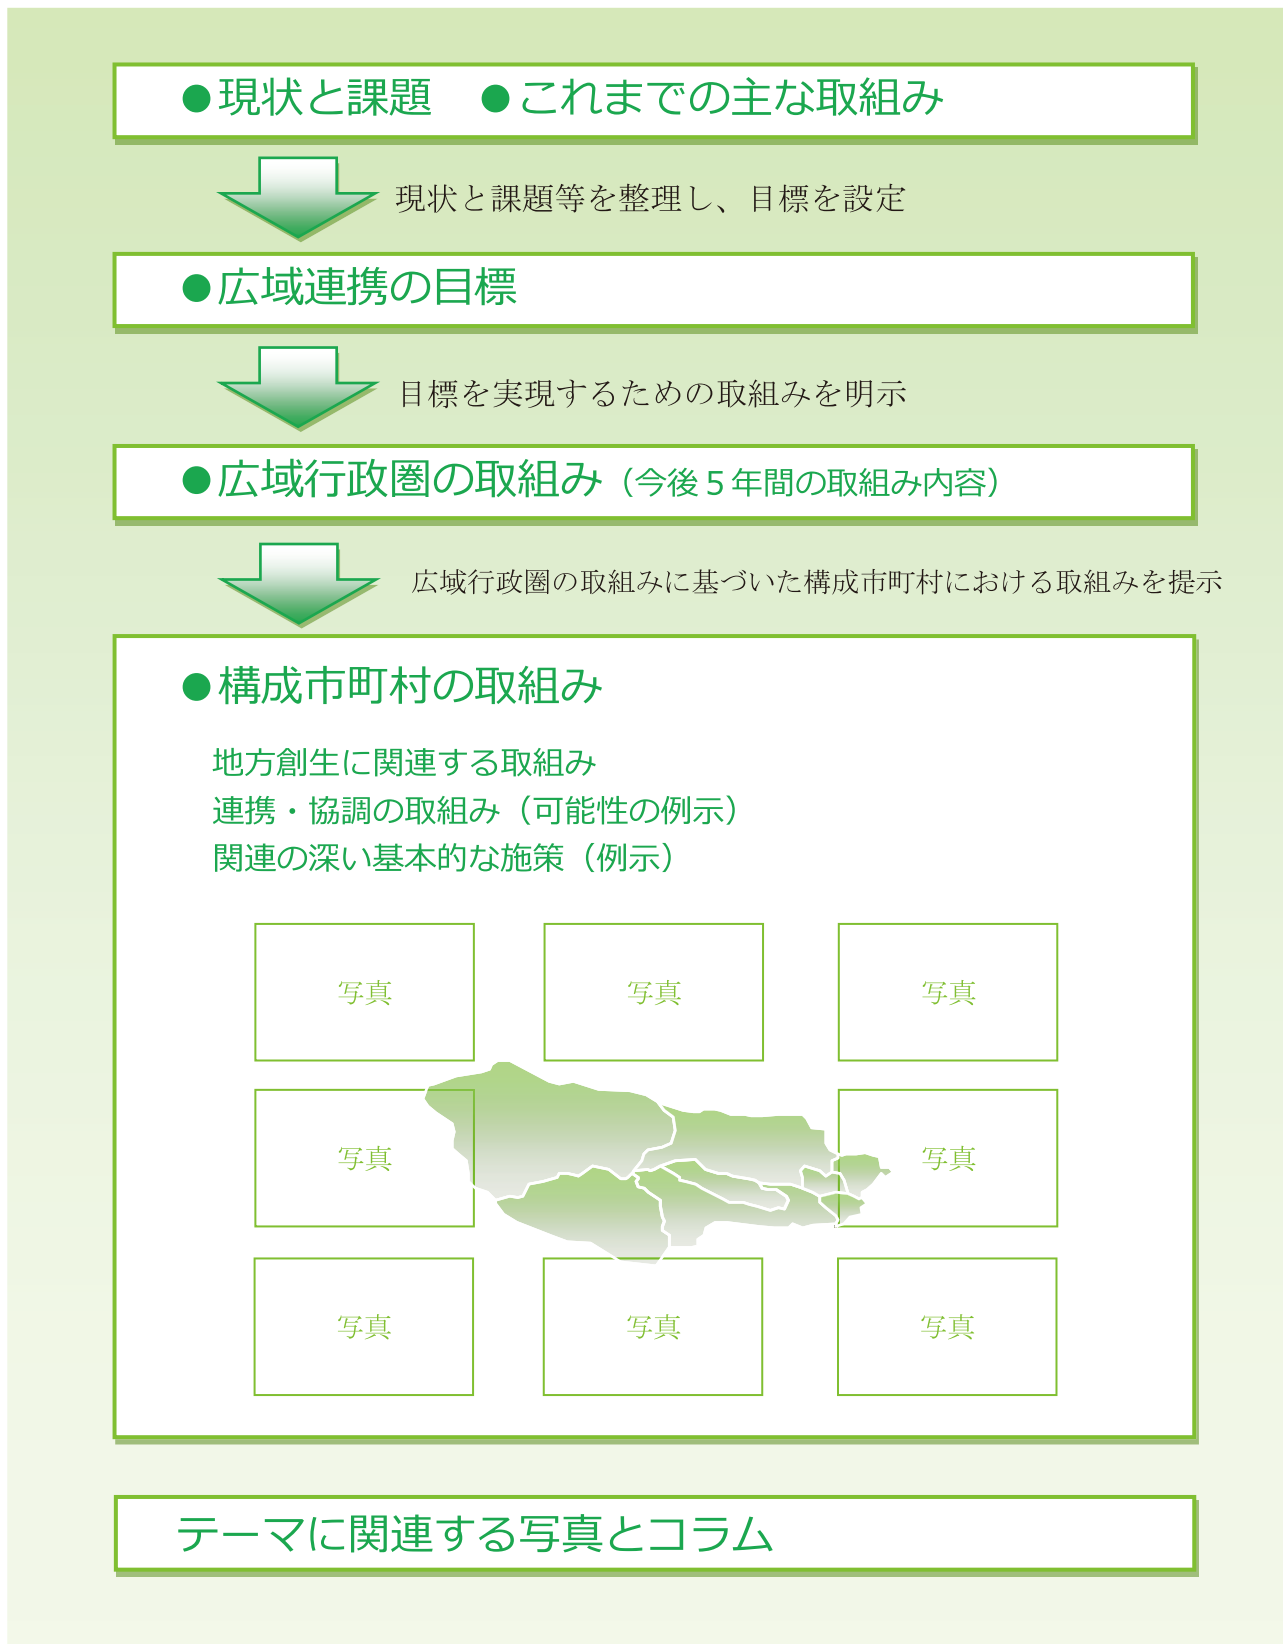 ●現状と課題　●これまでの主な取組み
現状と課題等を整理し、目標を設定
●広域連携の目標
目標を実現するための取組みを明示
●広域行政圏の取組み（今後５年間の取組み内容）
広域行政圏の取組みに基づいた構成市町村における取組みを提示
●構成市町村の取組み
地方創生に関連する取組み
連携・協調の取組み（可能性の例示）
関連の深い基本的な施策（例示）
写真
写真
写真
写真
写真
写真
写真
写真
テーマに関連する写真とコラム